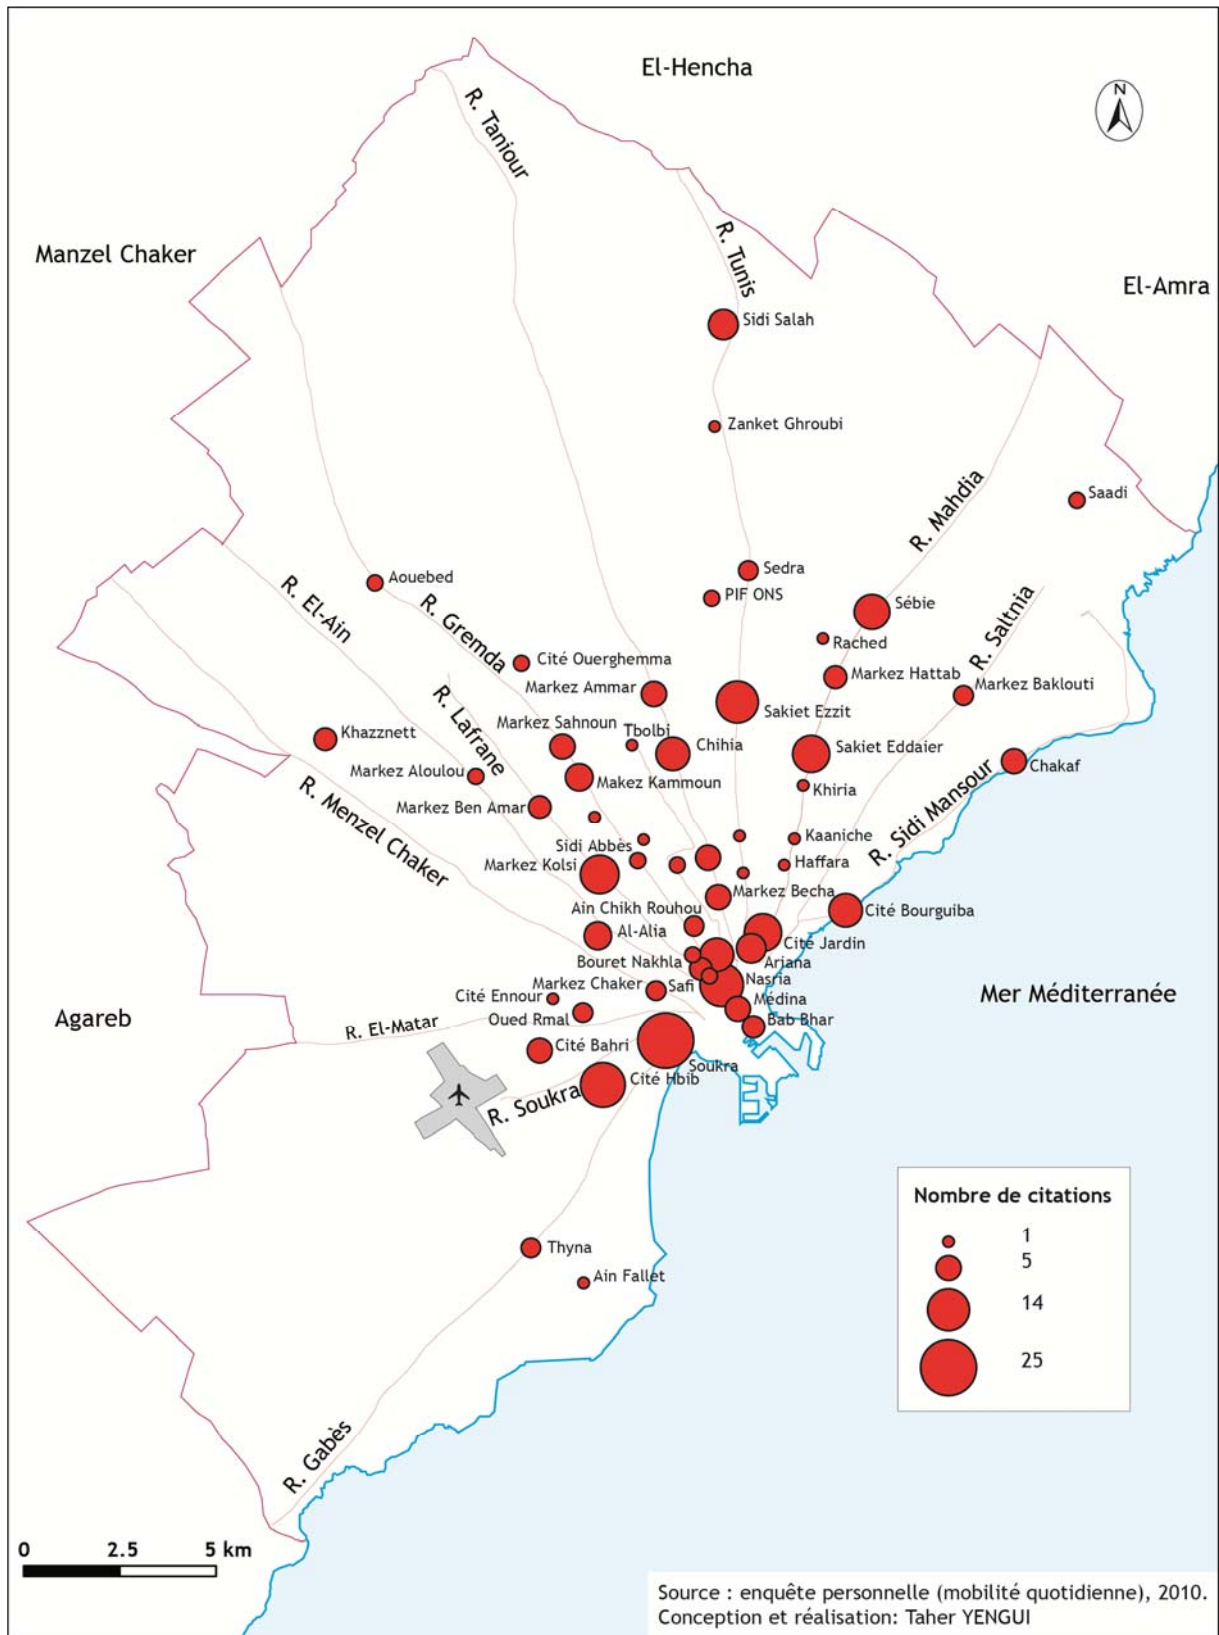 El-Hencha
N
R. Taniour
Manzel Chaker
R. Tunis
El-Amra
Sidi Salah
Zanket Ghroubi
R. Mahdia
Saadi
Sedra
Aouebed
PIF ONS
R. El-Ain
R. Gremda
Sébie
R. Saltnia
Rached
Cité Ouerghemma
Markez Hattab
Markez Ammar
Markez Baklouti
R. Lafrane
Sakiet Ezzit
Markez Sahnoun
Tbolbi
Khazznett
Chihia
Sakiet Eddaier
Chakaf
Markez Aloulou
Makez Kammoun
Khiria
R. Menzel Chaker
Markez Ben Amar
R. Sidi Mansour
Kaaniche
Sidi Abbès
Markez Kolsi
Haffara
Markez Becha
Ain Chikh Rouhou
Cité Bourguiba
Al-Alia
Cité Jardin
Bouret Nakhla
Ariana
Markez Chaker
Safi
Nasria
Mer Méditerranée
Cité Ennour
Médina
Agareb
R. El-Matar
Oued Rmal
Bab Bhar
Cité Bahri
Soukra
Cité Hbib
R. Soukra
Thyna
Ain Fallet
R. Gabès
Nombre de citations
1
5
14
25
0 2.5 5 km
Source : enquête personnelle (mobilité quotidienne), 2010.
Conception et réalisation: Taher YENGUI